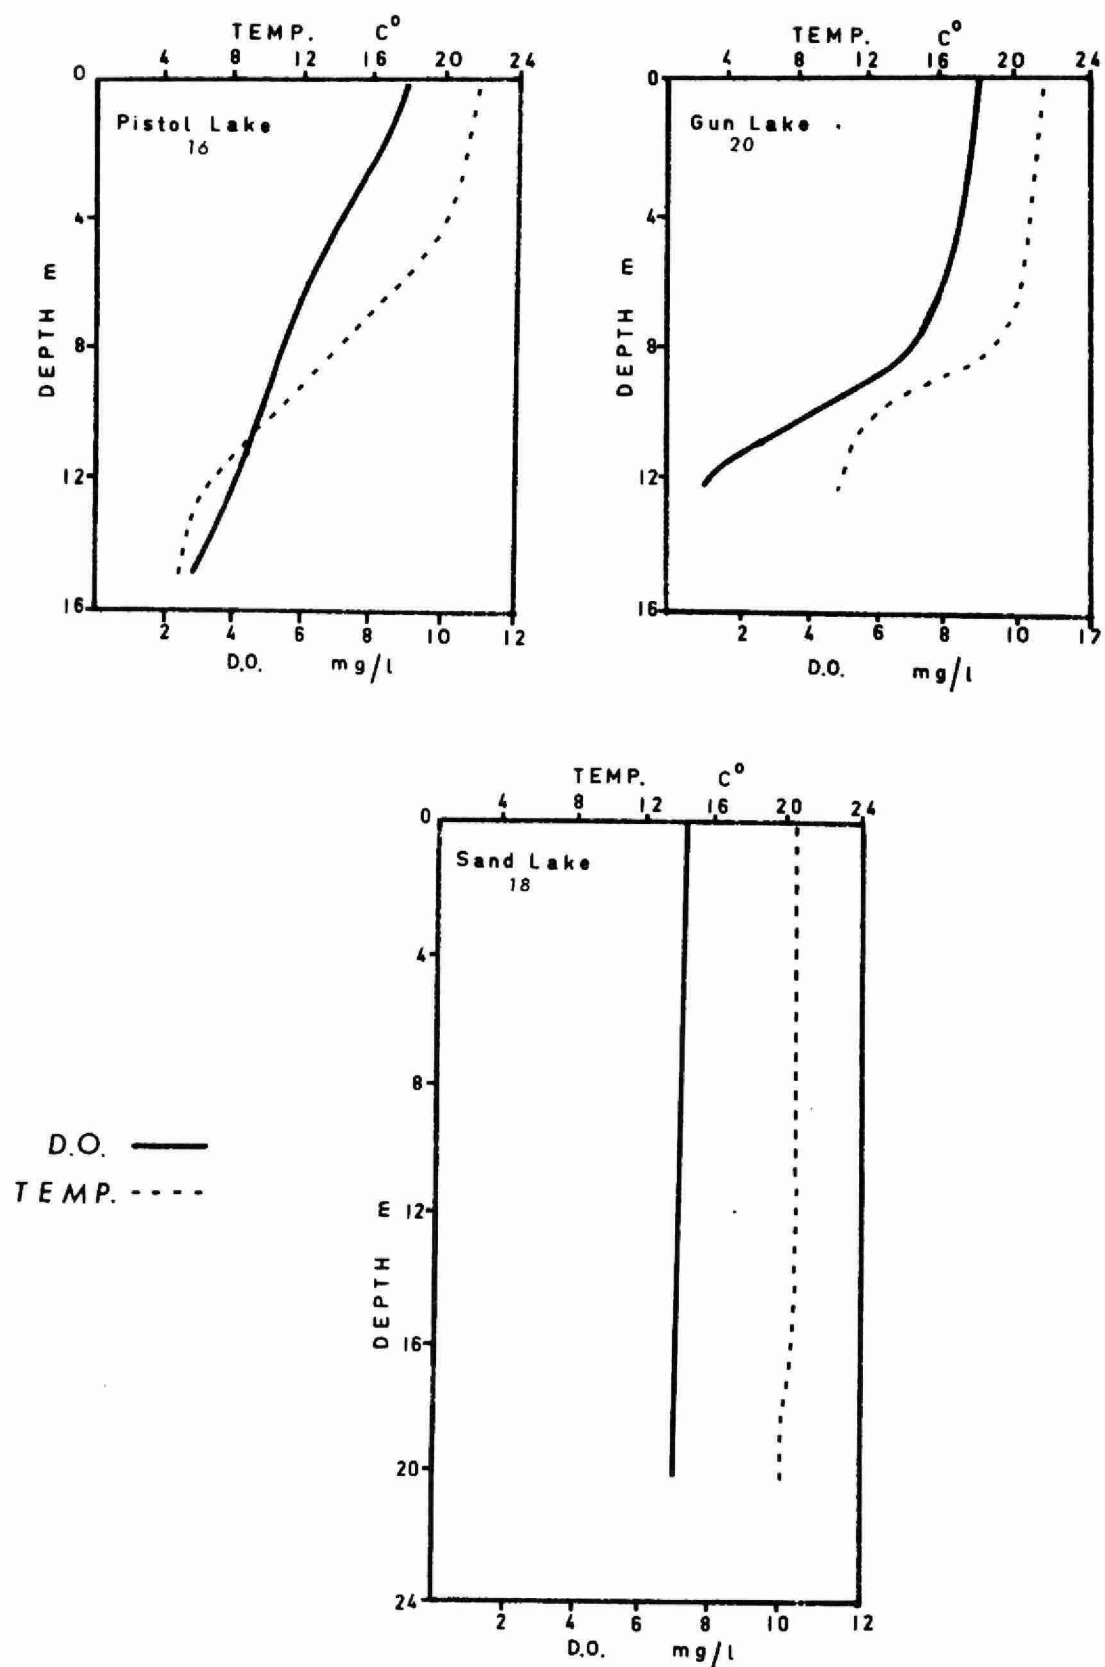 TEMP. C°
4 8 12 16 20 24
0
Pistol Lake
16
4
8
12
16
DEPTH m
2 4 6 8 10 12
D.O. mg/l
TEMP. C°
4 8 12 16 20 24
0
Gun Lake
20
4
8
12
16
DEPTH m
2 4 6 8 10 17
D.O. mg/l
TEMP. C°
4 8 12 16 20 24
0
Sand Lake
18
4
8
12
16
20
24
DEPTH m
2 4 6 8 10 12
D.O. mg/l
D.O.
TEMP.